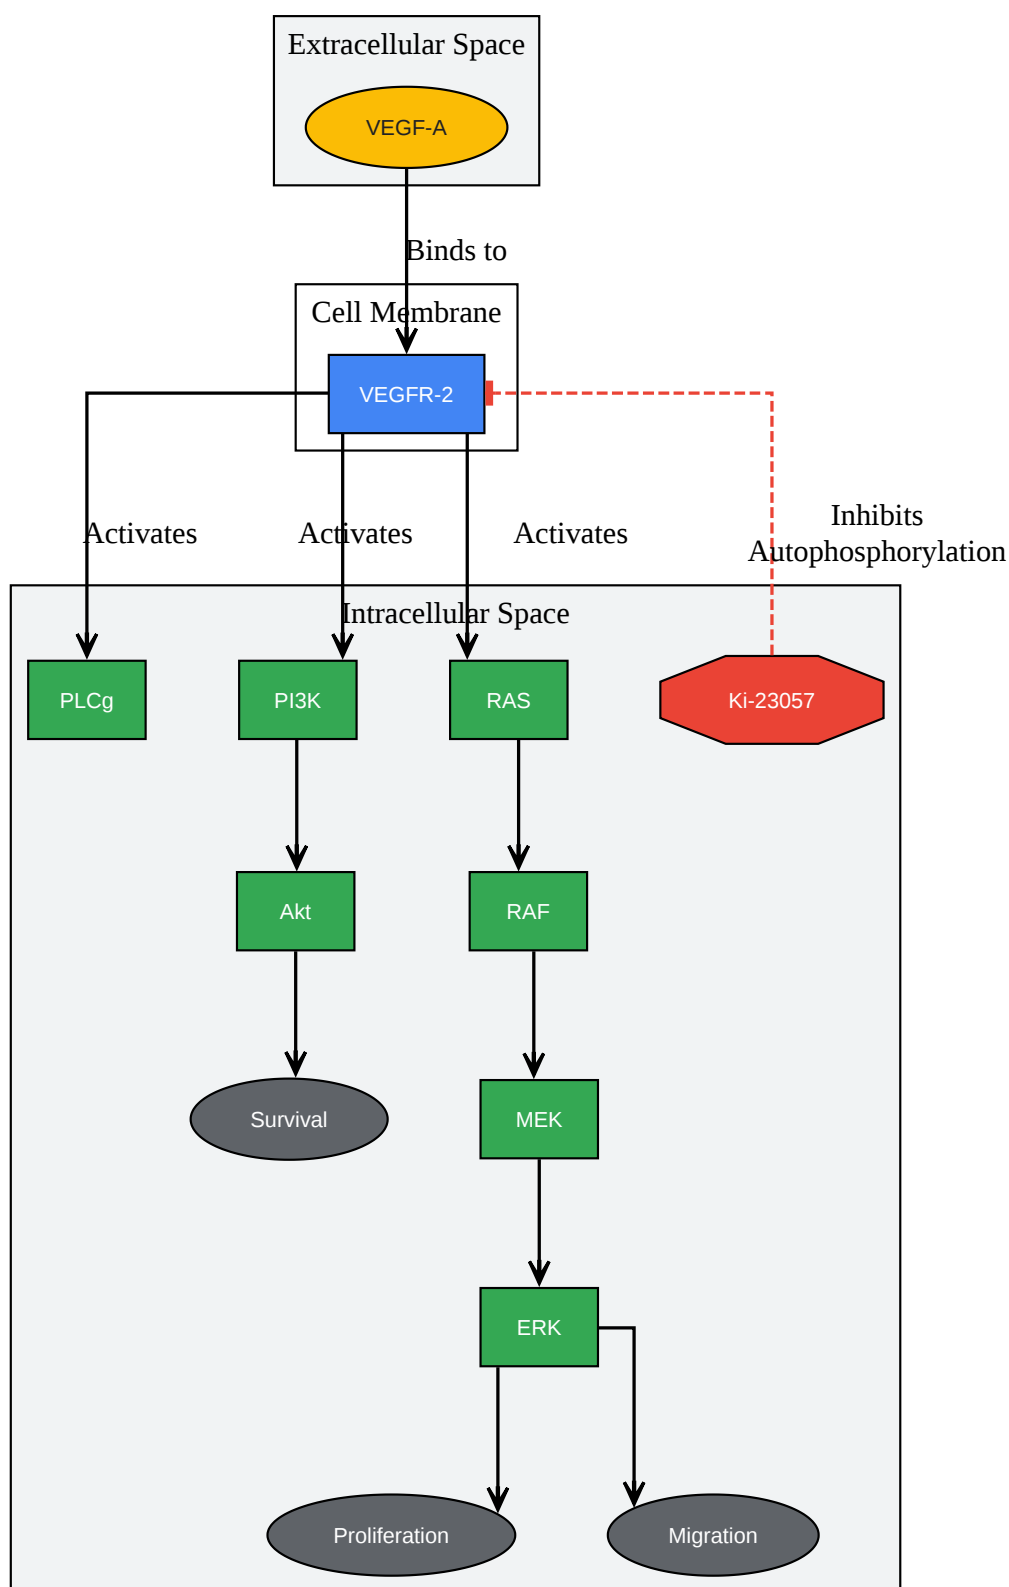 Extracellular Space
VEGF-A
Binds to
Cell Membrane
VEGFR-2
Activates
Activates
Activates
Inhibits
Autophosphorylation
Intracellular Space
PLCg
PI3K
RAS
Ki-23057
Akt
RAF
Survival
MEK
ERK
Proliferation
Migration